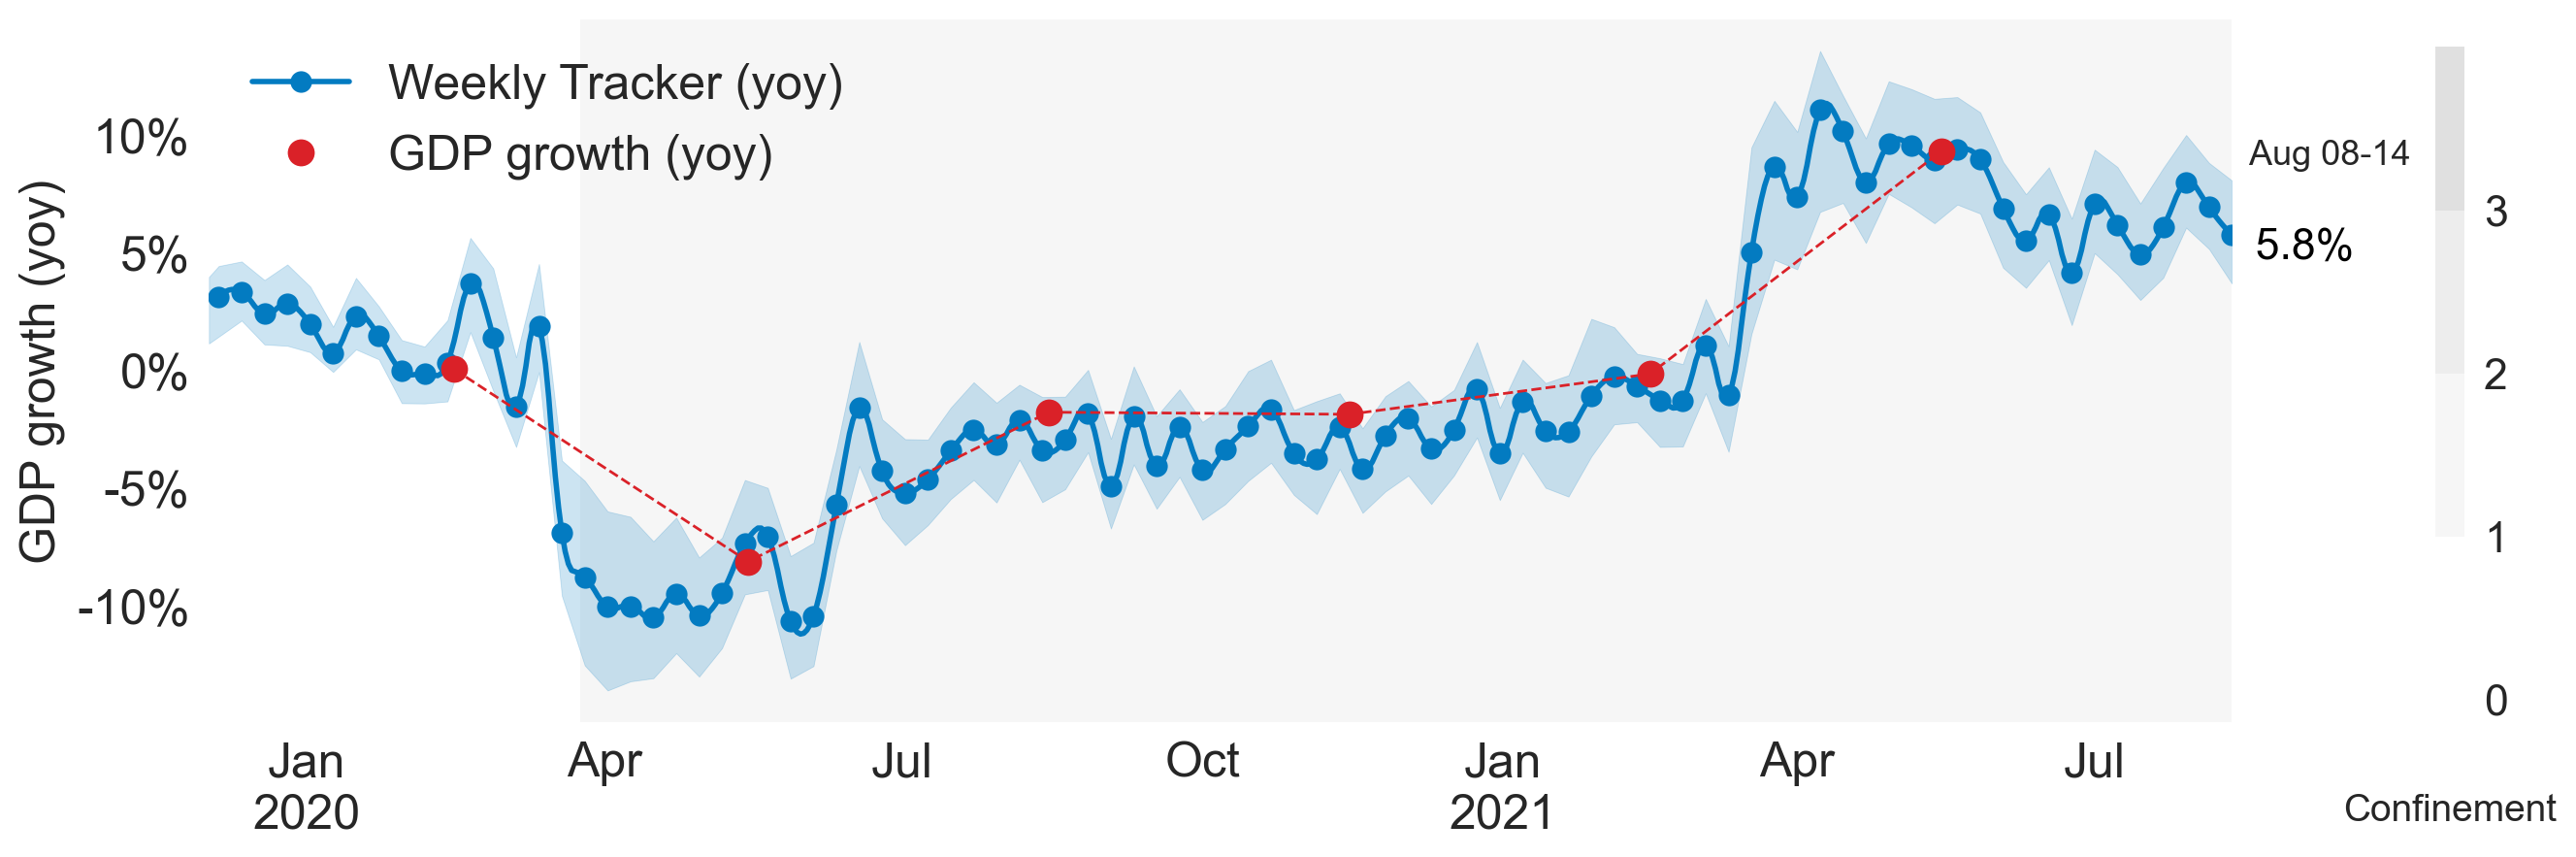 Weekly Tracker (yoy)
GDP growth (yoy)
GDP growth (yoy)
10%
5%
0%
-5%
-10%
Jan
2020
Apr
Jul
Oct
Jan
2021
Apr
Jul
Aug 08-14
5.8%
3
2
1
0
Confinement